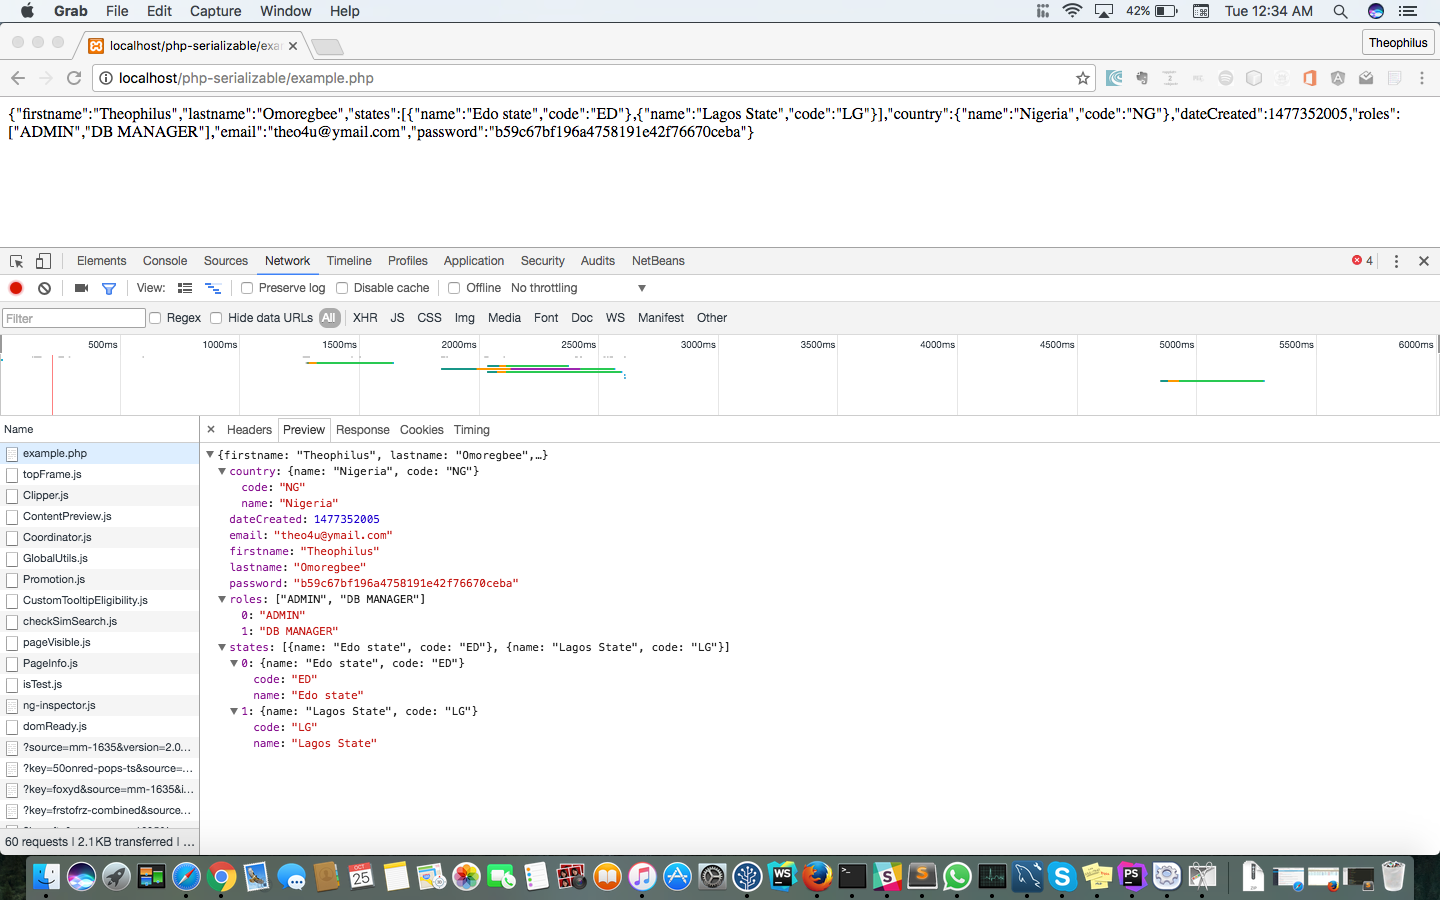 Grab File Edit Capture Window Help 42% Tue 12:34 AM
localhost/php-serializable/exa Theophilus
localhost/php-serializable/example.php
{"firstname":"Theophilus","lastname":"Omoregbee","states":[{"name":"Edo state","code":"ED"},{"name":"Lagos State","code":"LG"}],"country":{"name":"Nigeria","code":"NG"},"dateCreated":1477352005,"roles":
["ADMIN","DB MANAGER"],"email":"theo4u@ymail.com","password":"b59c67bf196a4758191e42f76670ceba"}
Elements Console Sources Network Timeline Profiles Application Security Audits NetBeans 4
View: Preserve log Disable cache Offline No throttling
Filter Regex Hide data URLs All XHR JS CSS Img Media Font Doc WS Manifest Other
500ms 1000ms 1500ms 2000ms 2500ms 3000ms 3500ms 4000ms 4500ms 5000ms 5500ms 6000ms
Name
example.php
topFrame.js
Clipper.js
ContentPreview.js
Coordinator.js
GlobalUtils.js
Promotion.js
CustomTooltipEligibility.js
checkSimSearch.js
pageVisible.js
PageInfo.js
isTest.js
ng-inspector.js
domReady.js
?source=mm-1635&version=2.0...
?key=50onred-pops-ts&source=...
?key=foxyd&source=mm-1635&i...
?key=frstofrz-combined&source...
60 requests | 2.1KB transferred | ...
Headers Preview Response Cookies Timing
{firstname: "Theophilus", lastname: "Omoregbee",…}
country: {name: "Nigeria", code: "NG"}
code: "NG"
name: "Nigeria"
dateCreated: 1477352005
email: "theo4u@ymail.com"
firstname: "Theophilus"
lastname: "Omoregbee"
password: "b59c67bf196a4758191e42f76670ceba"
roles: ["ADMIN", "DB MANAGER"]
0: "ADMIN"
1: "DB MANAGER"
states: [{name: "Edo state", code: "ED"}, {name: "Lagos State", code: "LG"}]
0: {name: "Edo state", code: "ED"}
code: "ED"
name: "Edo state"
1: {name: "Lagos State", code: "LG"}
code: "LG"
name: "Lagos State"
OCT 25 WS S S PS ZIP